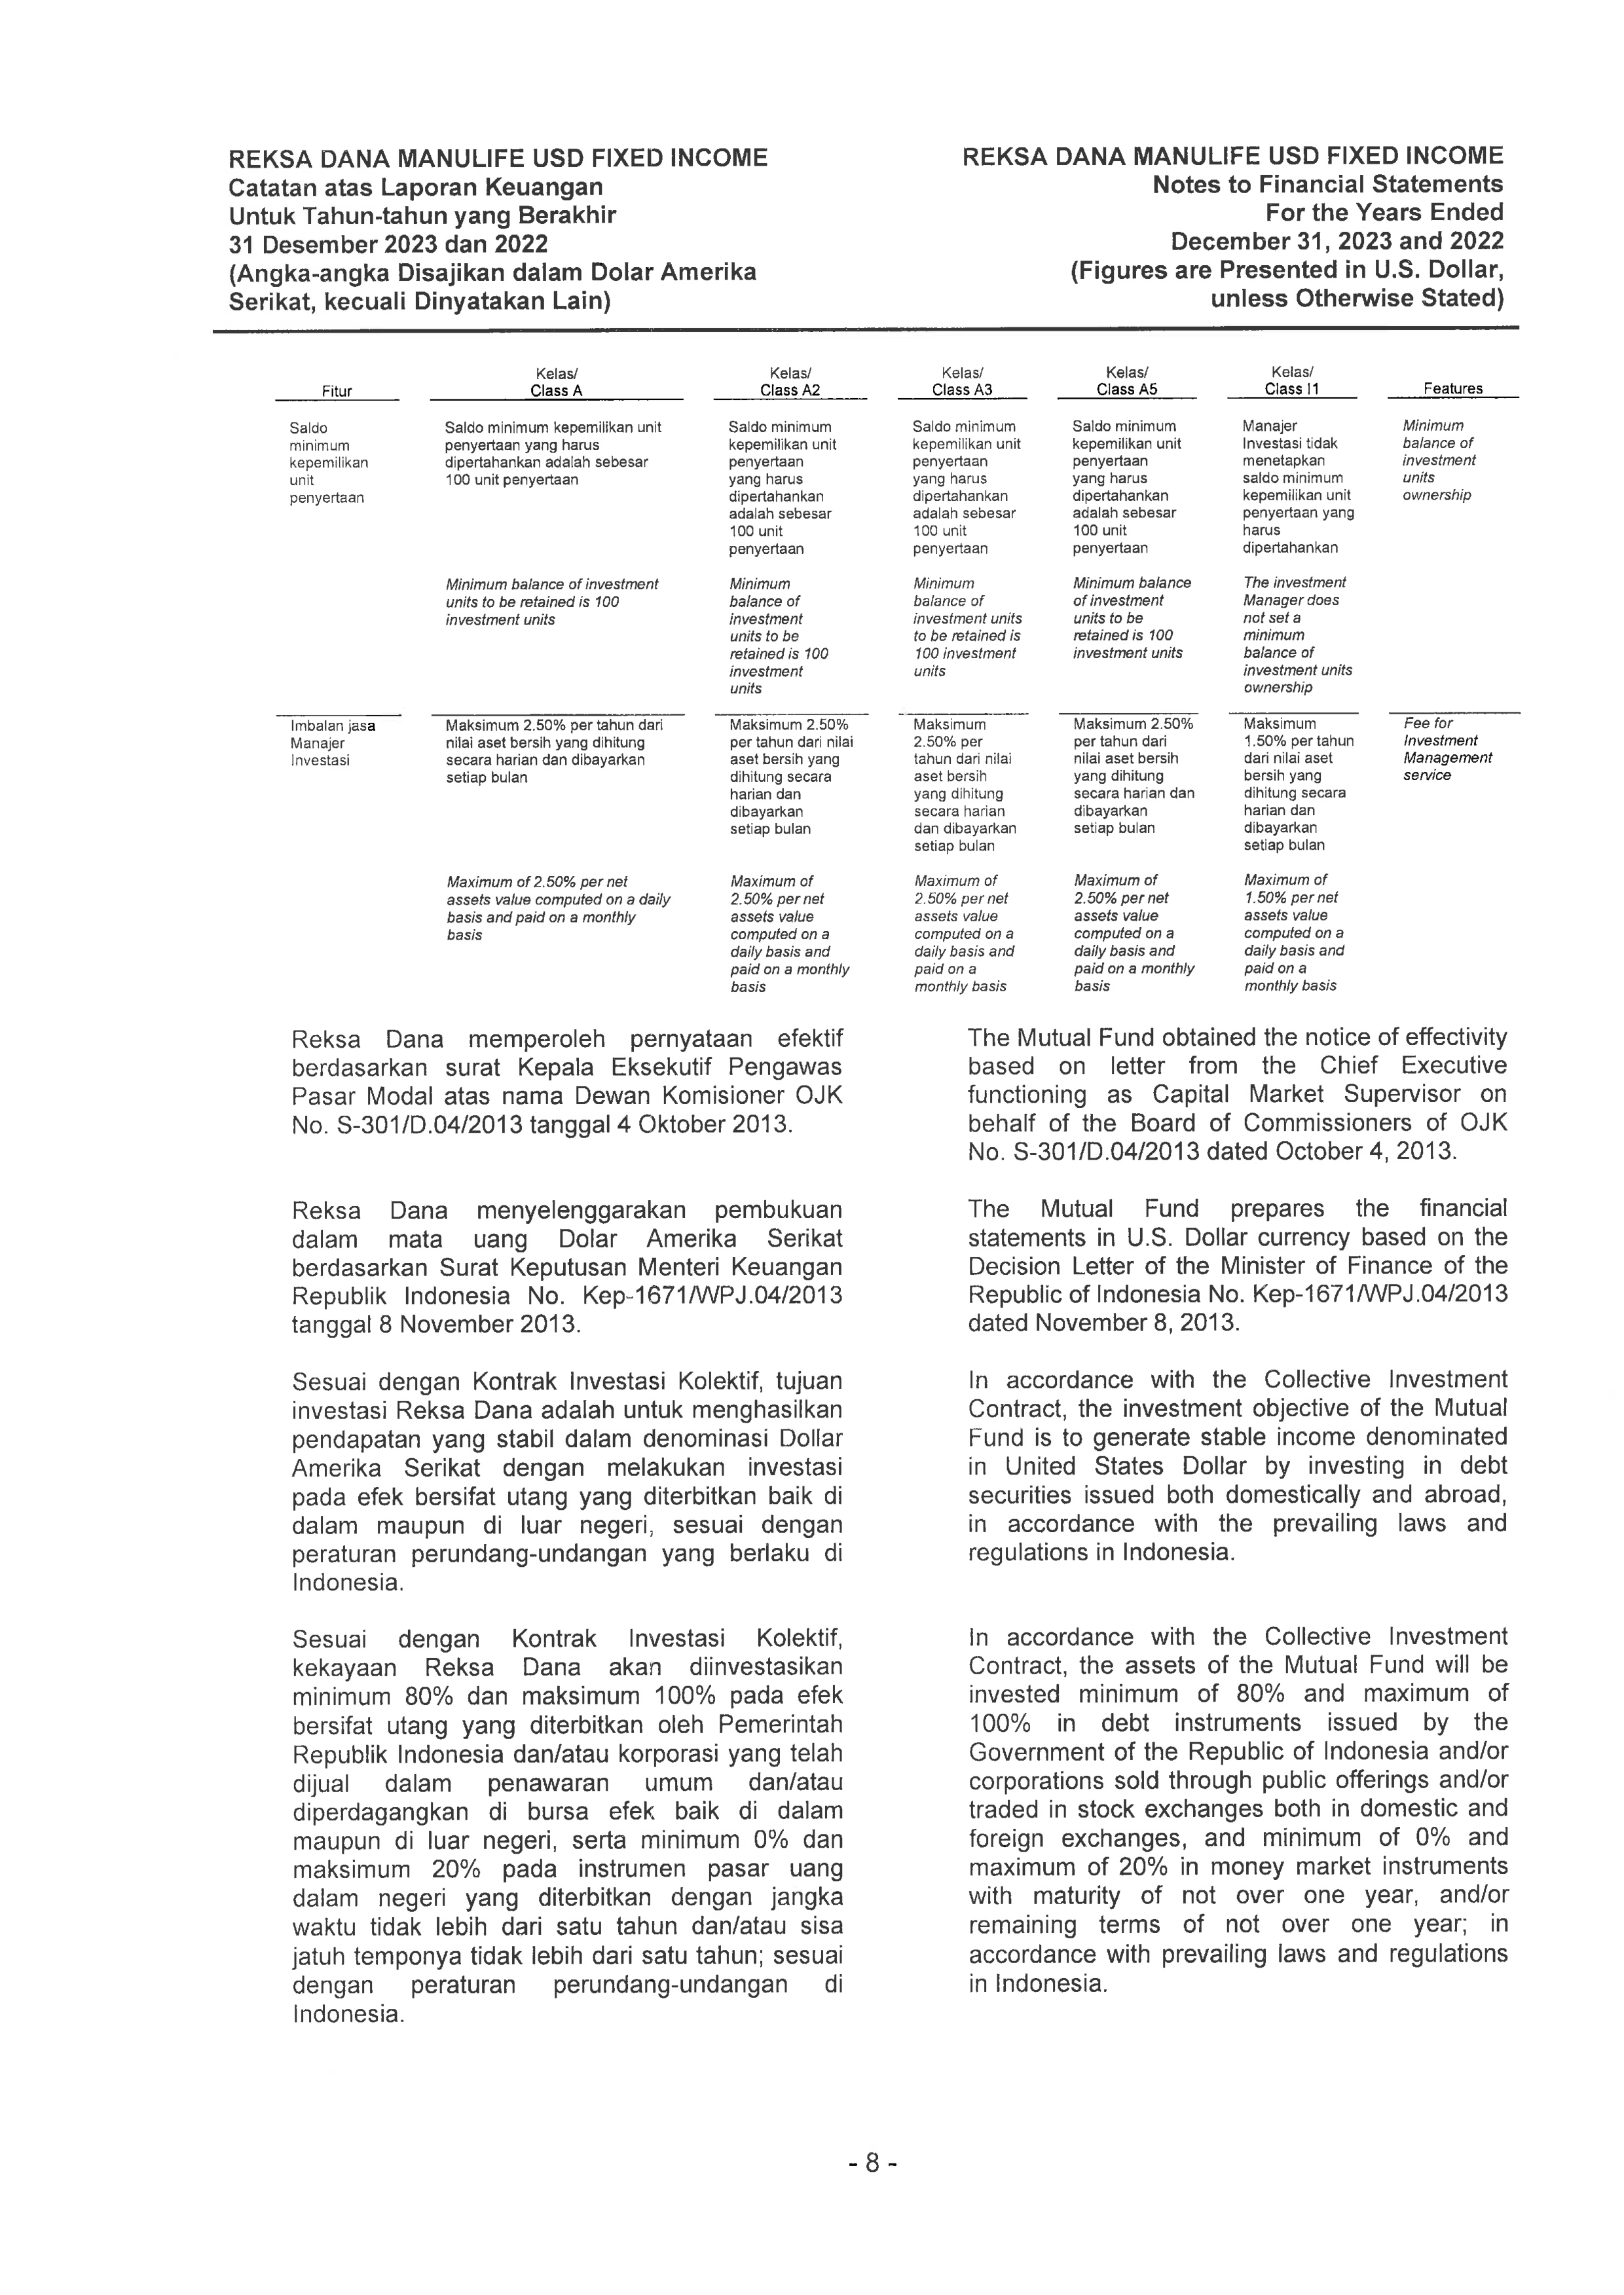 REKSA DANA MANULIFE USD FIXED INCOME
Catatan atas Laporan Keuangan
Untuk Tahun-tahun yang Berakhir
31 Desember 2023 dan 2022
(Angka-angka Disajikan dalam Dolar Amerika
Serikat, kecuali Dinyatakan Lain)
REKSA DANA MANULIFE USD FIXED INCOME
Notes to Financial Statements
For the Years Ended
December 31, 2023 and 2022
(Figures are Presented in U.S. Dollar,
unless Otherwise Stated)
Fitur
Kelas/
Class A
Kelas/
Class A2
Kelas/
Class A3
Kelas/
Class A5
Kelas/
Class I1
Features
Saldo
minimum
kepemilikan
unit
penyertaan
Saldo minimum kepemilikan unit
penyertaan yang harus
dipertahankan adalah sebesar
100 unit penyertaan
Saldo minimum
kepemilikan unit
penyertaan
yang harus
dipertahankan
adalah sebesar
100 unit
penyertaan
Saldo minimum
kepemilikan unit
penyertaan
yang harus
dipertahankan
adalah sebesar
100 unit
penyertaan
Saldo minimum
kepemilikan unit
penyertaan
yang harus
dipertahankan
adalah sebesar
100 unit
penyertaan
Manajer
Investasi tidak
menetapkan
saldo minimum
kepemilikan unit
penyertaan yang
harus
dipertahankan
Minimum
balance of
investment
units
ownership
Minimum balance of investment
units to be retained is 100
investment units
Minimum
balance of
investment
units to be
retained is 100
investment
units
Minimum
balance of
investment units
to be retained is
100 investment
units
Minimum balance
of investment
units to be
retained is 100
investment units
The investment
Manager does
not set a
minimum
balance of
investment units
ownership
Imbalan jasa
Manajer
Investasi
Maksimum 2.50% per tahun dari
nilai aset bersih yang dihitung
secara harian dan dibayarkan
setiap bulan
Maksimum 2.50%
per tahun dari nilai
aset bersih yang
dihitung secara
harian dan
dibayarkan
setiap bulan
Maksimum
2.50% per
tahun dari nilai
aset bersih
yang dihitung
secara harian
dan dibayarkan
setiap bulan
Maksimum 2.50%
per tahun dari
nilai aset bersih
yang dihitung
secara harian dan
dibayarkan
setiap bulan
Maksimum
1.50% per tahun
dari nilai aset
bersih yang
dihitung secara
harian dan
dibayarkan
setiap bulan
Fee for
Investment
Management
service
Maximum of 2.50% per net
assets value computed on a daily
basis and paid on a monthly
basis
Maximum of
2.50% per net
assets value
computed on a
daily basis and
paid on a monthly
basis
Maximum of
2.50% per net
assets value
computed on a
daily basis and
paid on a
monthly basis
Maximum of
2.50% per net
assets value
computed on a
daily basis and
paid on a monthly
basis
Maximum of
1.50% per net
assets value
computed on a
daily basis and
paid on a
monthly basis
Reksa Dana memperoleh pernyataan efektif
berdasarkan surat Kepala Eksekutif Pengawas
Pasar Modal atas nama Dewan Komisioner OJK
No. S-301/D.04/2013 tanggal 4 Oktober 2013.
The Mutual Fund obtained the notice of effectivity
based on letter from the Chief Executive
functioning as Capital Market Supervisor on
behalf of the Board of Commissioners of OJK
No. S-301/D.04/2013 dated October 4, 2013.
Reksa Dana menyelenggarakan pembukuan
dalam mata uang Dolar Amerika Serikat
berdasarkan Surat Keputusan Menteri Keuangan
Republik Indonesia No. Kep-1671/WPJ.04/2013
tanggal 8 November 2013.
The Mutual Fund prepares the financial
statements in U.S. Dollar currency based on the
Decision Letter of the Minister of Finance of the
Republic of Indonesia No. Kep-1671/WPJ.04/2013
dated November 8, 2013.
Sesuai dengan Kontrak Investasi Kolektif, tujuan
investasi Reksa Dana adalah untuk menghasilkan
pendapatan yang stabil dalam denominasi Dollar
Amerika Serikat dengan melakukan investasi
pada efek bersifat utang yang diterbitkan baik di
dalam maupun di luar negeri, sesuai dengan
peraturan perundang-undangan yang berlaku di
Indonesia.
In accordance with the Collective Investment
Contract, the investment objective of the Mutual
Fund is to generate stable income denominated
in United States Dollar by investing in debt
securities issued both domestically and abroad,
in accordance with the prevailing laws and
regulations in Indonesia.
Sesuai dengan Kontrak Investasi Kolektif,
kekayaan Reksa Dana akan diinvestasikan
minimum 80% dan maksimum 100% pada efek
bersifat utang yang diterbitkan oleh Pemerintah
Republik Indonesia dan/atau korporasi yang telah
dijual dalam penawaran umum dan/atau
diperdagangkan di bursa efek baik di dalam
maupun di luar negeri, serta minimum 0% dan
maksimum 20% pada instrumen pasar uang
dalam negeri yang diterbitkan dengan jangka
waktu tidak lebih dari satu tahun dan/atau sisa
jatuh temponya tidak lebih dari satu tahun; sesuai
dengan peraturan perundang-undangan di
Indonesia.
In accordance with the Collective Investment
Contract, the assets of the Mutual Fund will be
invested minimum of 80% and maximum of
100% in debt instruments issued by the
Government of the Republic of Indonesia and/or
corporations sold through public offerings and/or
traded in stock exchanges both in domestic and
foreign exchanges, and minimum of 0% and
maximum of 20% in money market instruments
with maturity of not over one year, and/or
remaining terms of not over one year; in
accordance with prevailing laws and regulations
in Indonesia.
- 8 -